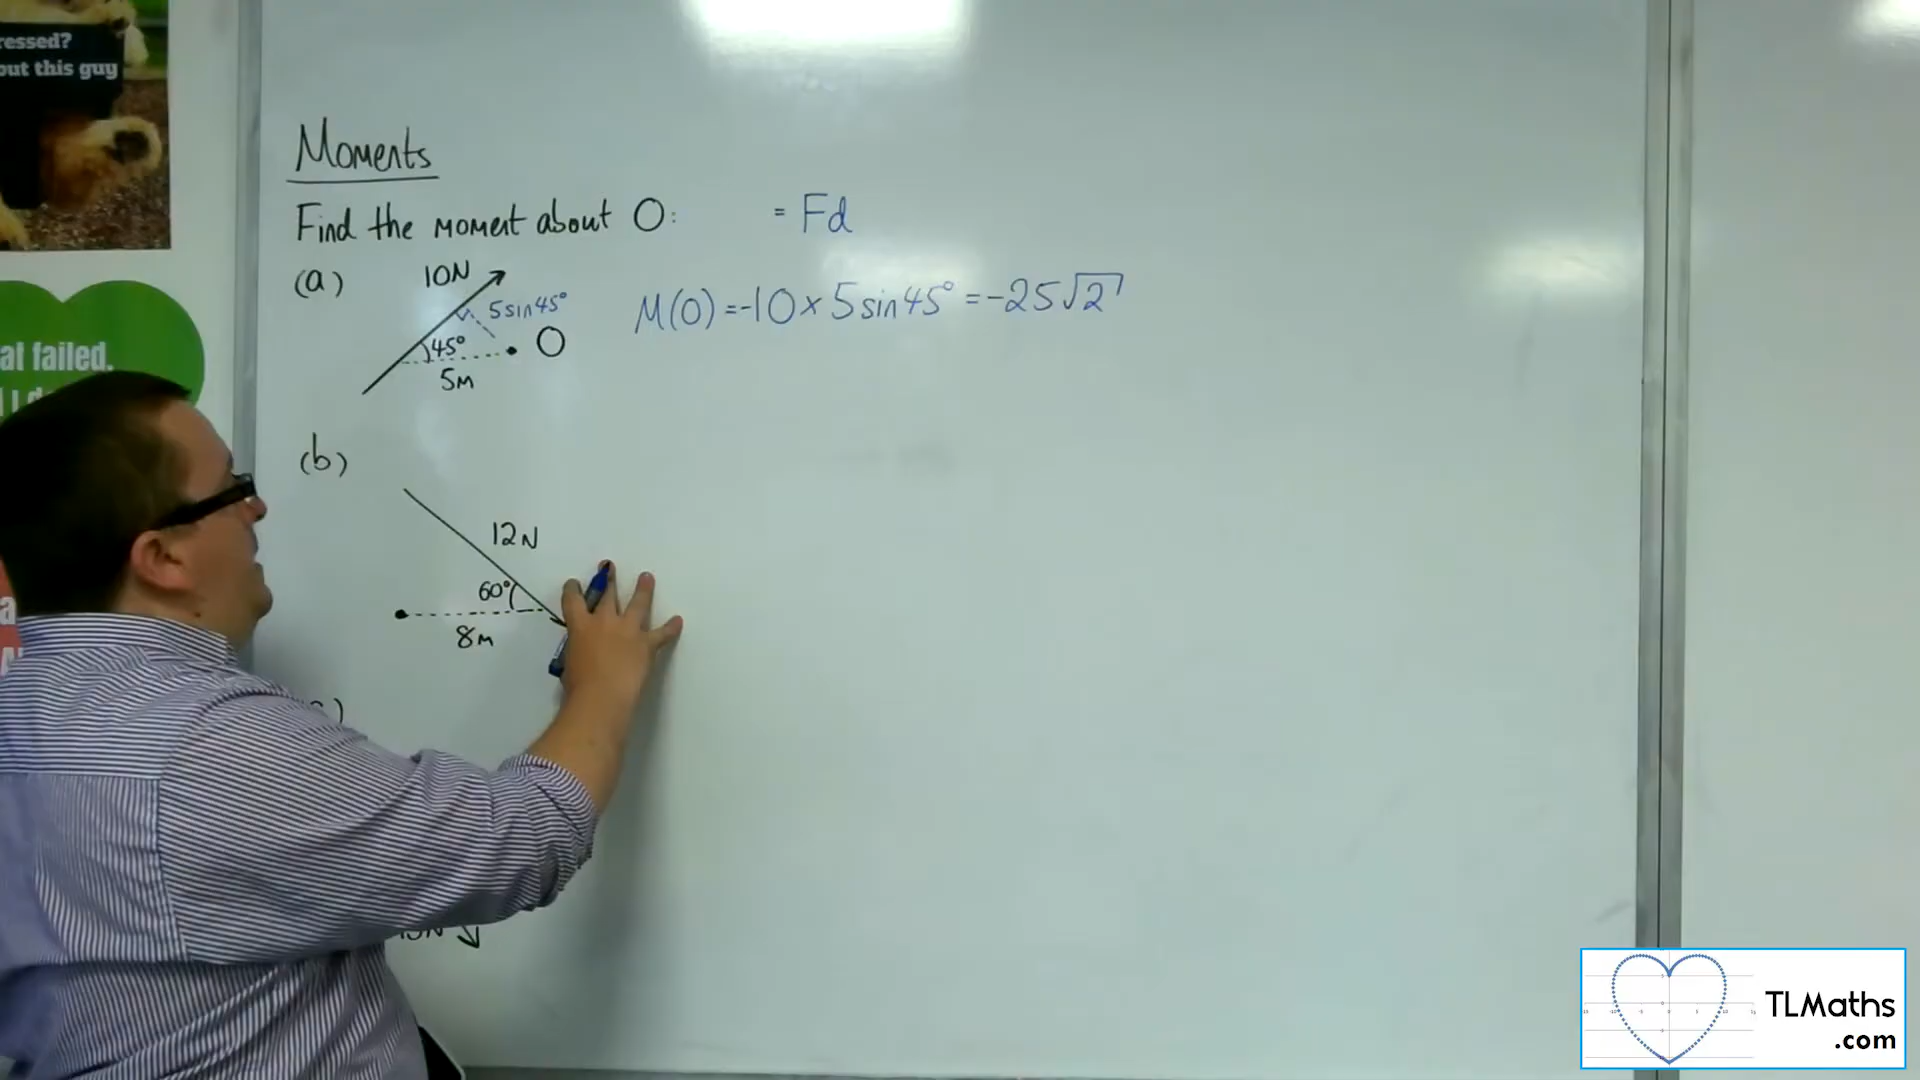 ressed?
out this guy
at failed.
Moments
Find the moment about O: = Fd
(a)
10N
5sin45°
45°
O
5m
M(O) = -10 × 5sin45° = -25√2
(b)
12N
60°
8m
TLMaths
.com